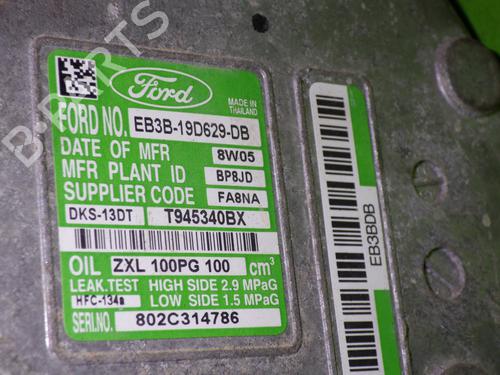 Ford
MADE IN
THAILAND
FORD NO. EB3B-19D629-DB
DATE OF MFR 8W05
MFR PLANT ID BP8JD
SUPPLIER CODE FA8NA
DKS-13DT T945340BX
OIL ZXL 100PG 100 cm³
LEAK.TEST HIGH SIDE 2.9 MPaG
HFC-134a LOW SIDE 1.5 MPaG
SERI.NO. 802C314786
EB3BDB
B-PARTS